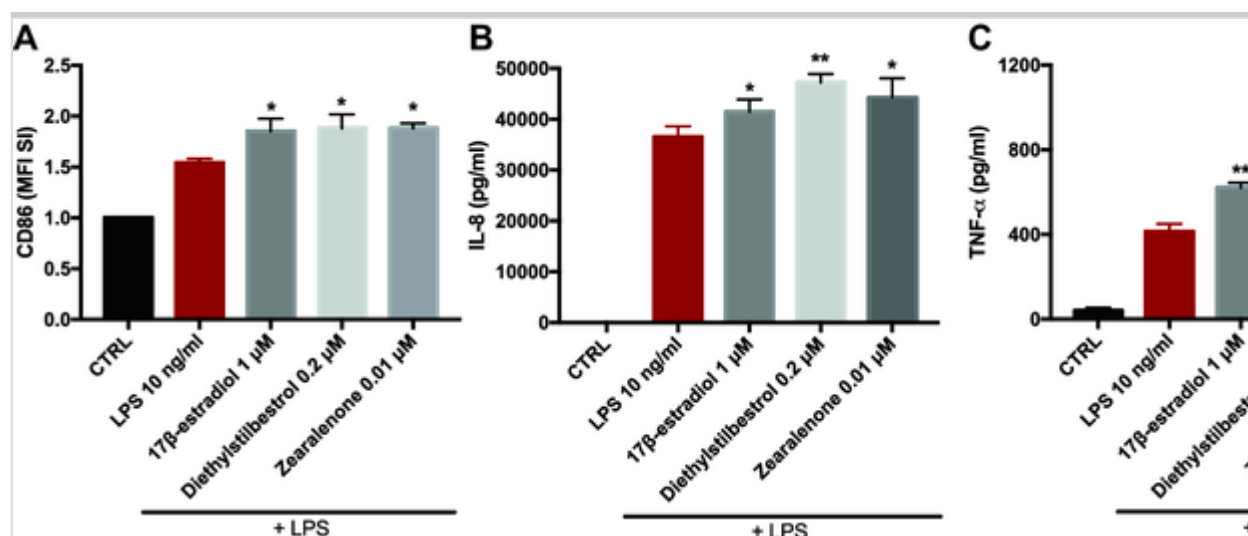 A
CD86 (MFI SI)
2.5
2.0
1.5
1.0
0.5
0.0
*
*
*
CTRL
LPS 10 ng/ml
17β-estradiol 1 µM
Diethylstilbestrol 0.2 µM
Zearalenone 0.01 µM
+ LPS
B
IL-8 (pg/ml)
50000
40000
30000
20000
10000
0
*
**
*
CTRL
LPS 10 ng/ml
17β-estradiol 1 µM
Diethylstilbestrol 0.2 µM
Zearalenone 0.01 µM
+ LPS
C
TNF-α (pg/ml)
1200
800
400
0
**
CTRL
LPS 10 ng/ml
17β-estradiol 1 µM
Diethylstilbest
+